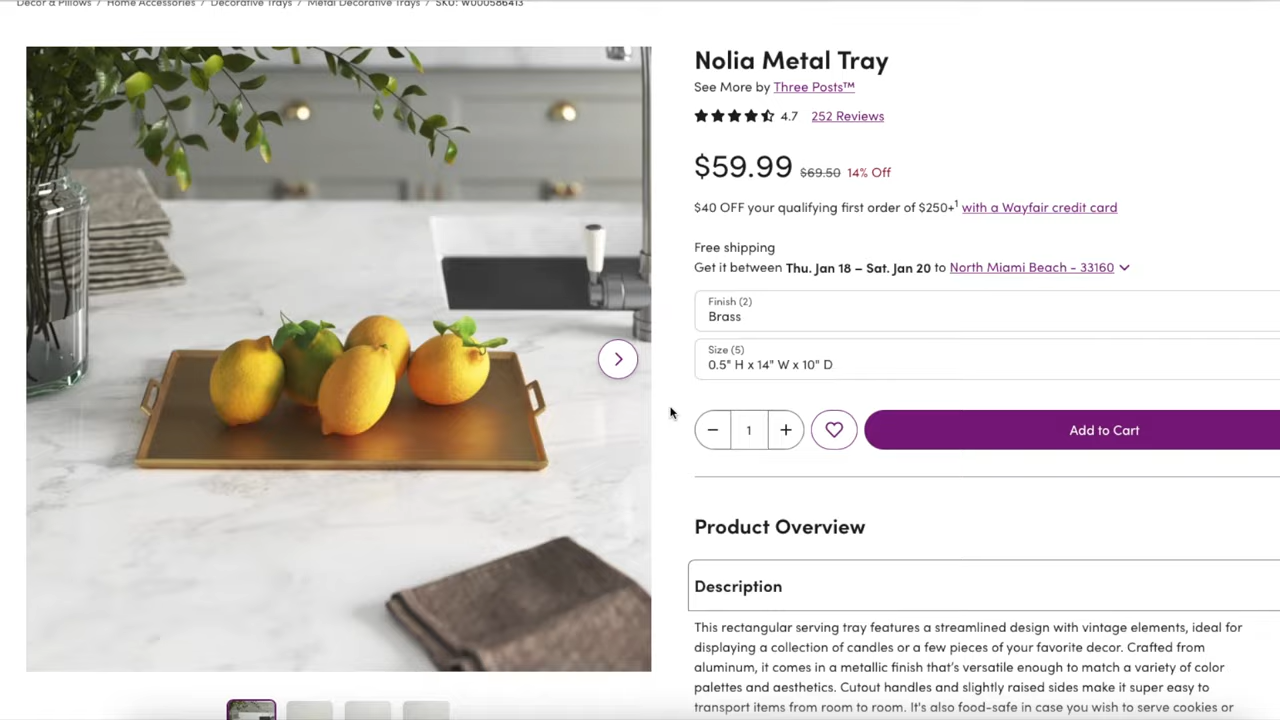 Décor & Pillows / Home Accessories / Decorative Trays / Metal Decorative Trays / SKU: W000586413
Nolia Metal Tray
See More by Three Posts™
4.7 252 Reviews
$59.99 $69.50 14% Off
$40 OFF your qualifying first order of $250+¹ with a Wayfair credit card
Free shipping
Get it between Thu. Jan 18 – Sat. Jan 20 to North Miami Beach - 33160
Finish (2)
Brass
Size (5)
0.5" H x 14" W x 10" D
1
Add to Cart
Product Overview
Description
This rectangular serving tray features a streamlined design with vintage elements, ideal for
displaying a collection of candles or a few pieces of your favorite decor. Crafted from
aluminum, it comes in a metallic finish that's versatile enough to match a variety of color
palettes and aesthetics. Cutout handles and slightly raised sides make it super easy to
transport items from room to room. It's also food-safe in case you wish to serve cookies or